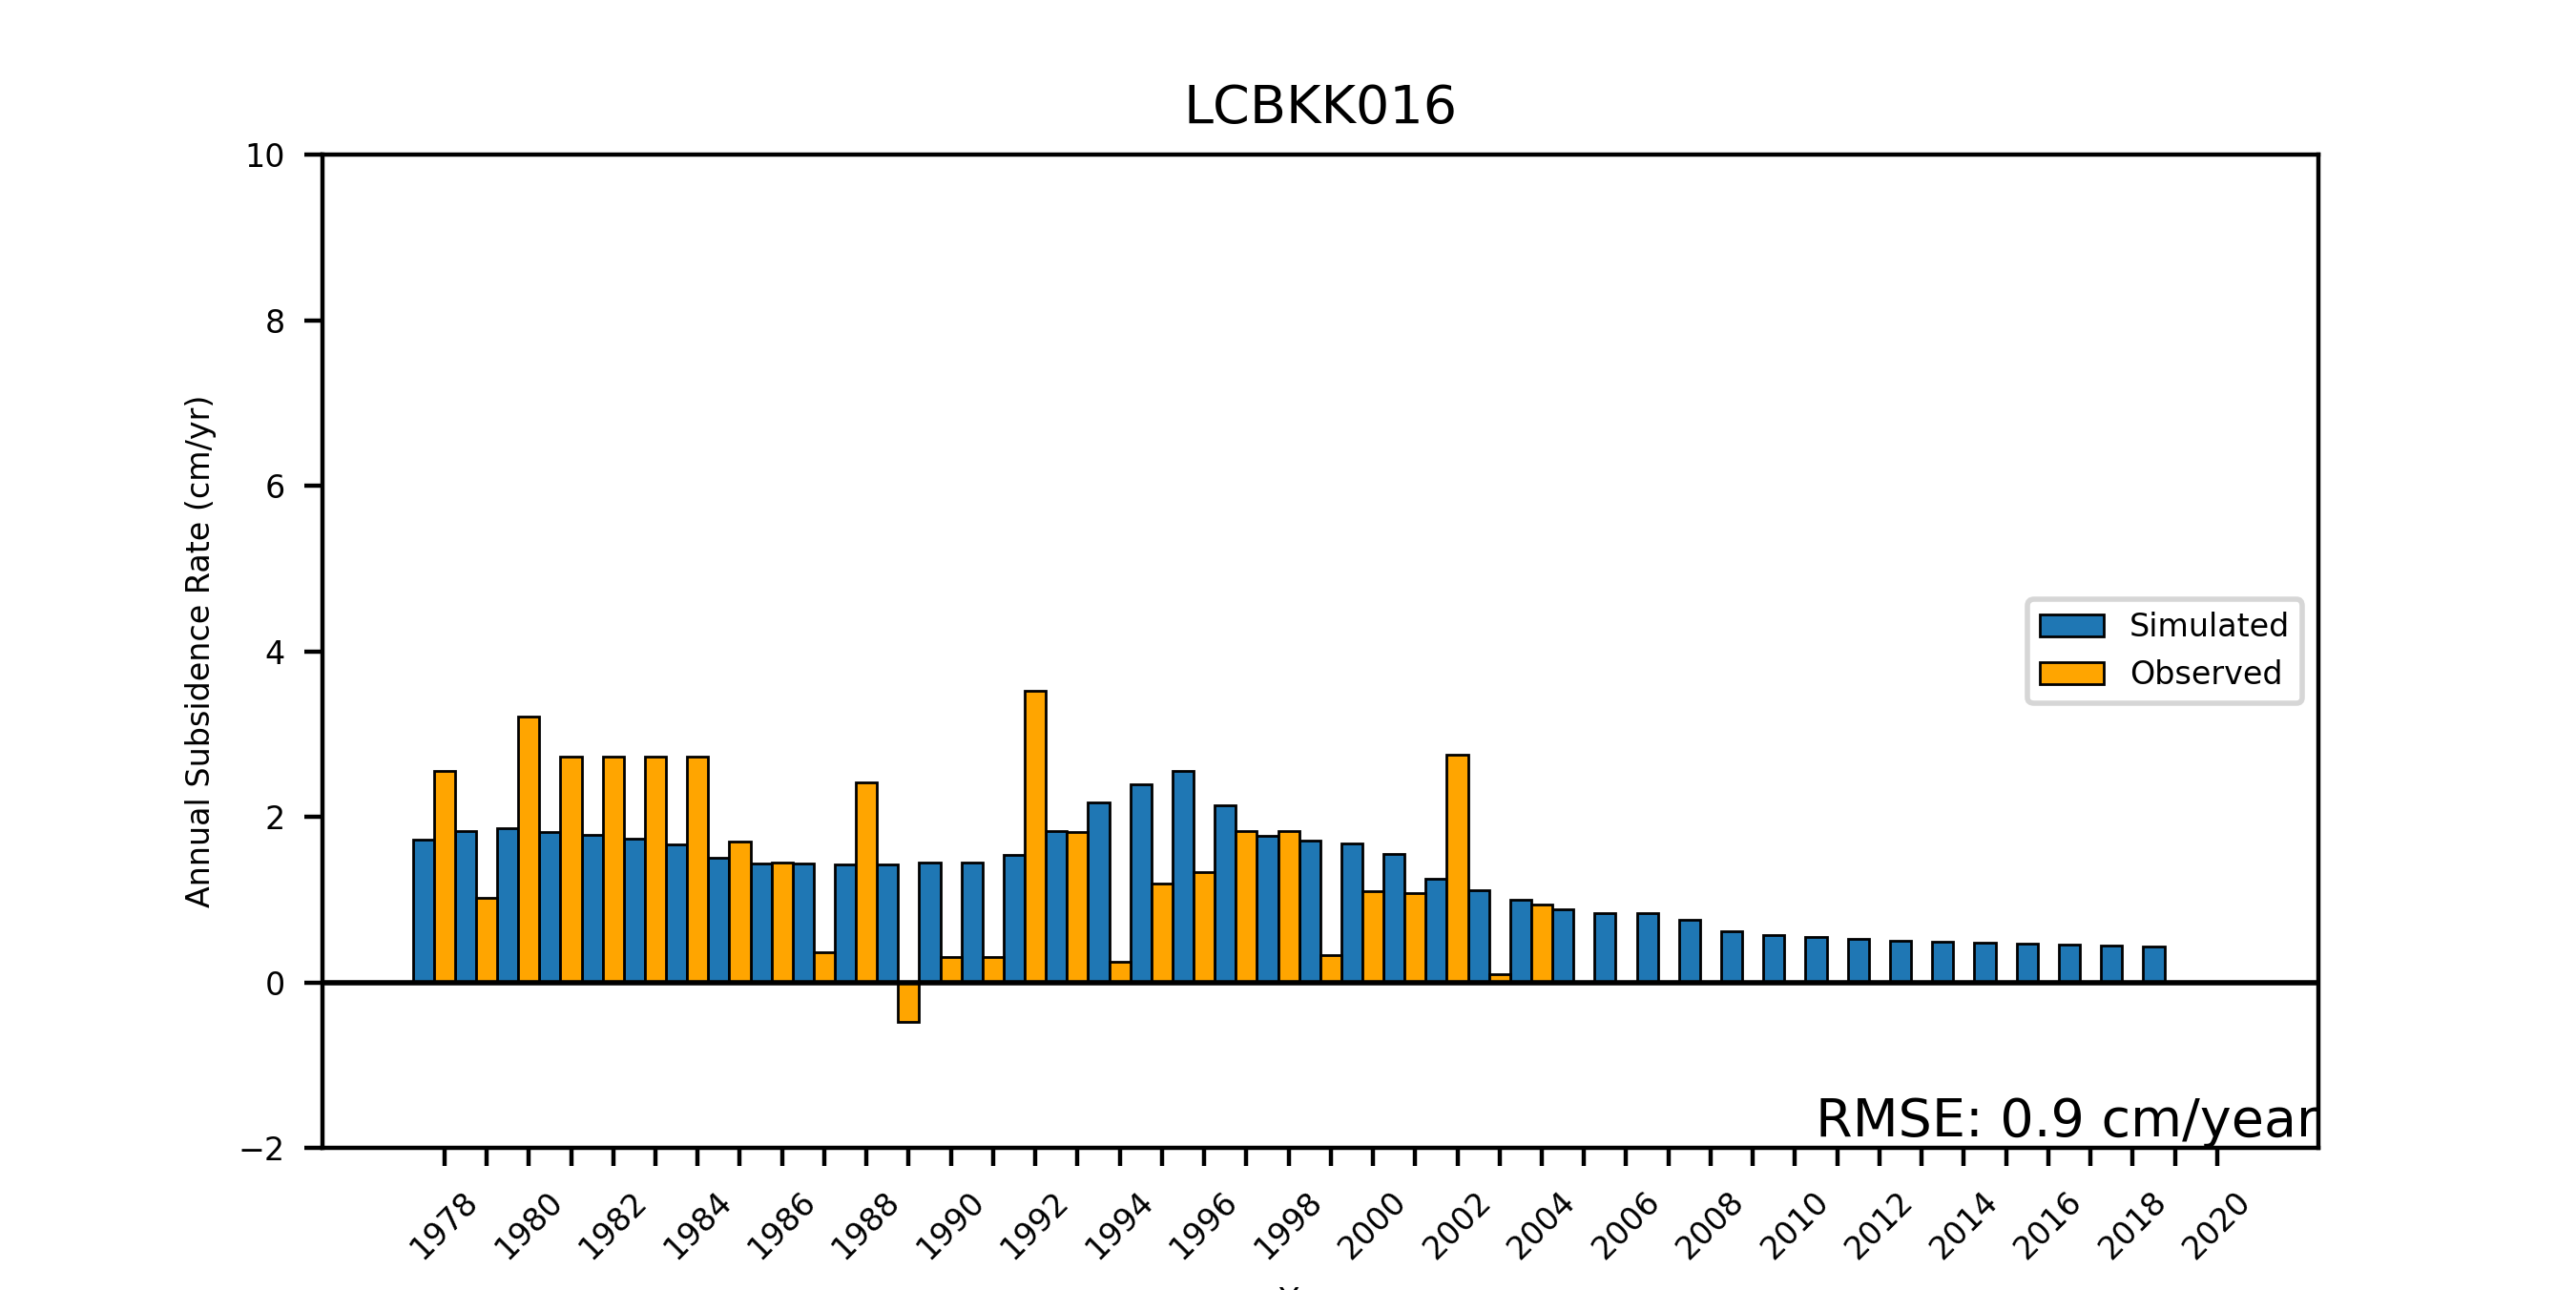 LCBKK016
10
8
6
4
2
0
−2
Annual Subsidence Rate (cm/yr)
Simulated
Observed
RMSE: 0.9 cm/year
1978 1980 1982 1984 1986 1988 1990 1992 1994 1996 1998 2000 2002 2004 2006 2008 2010 2012 2014 2016 2018 2020